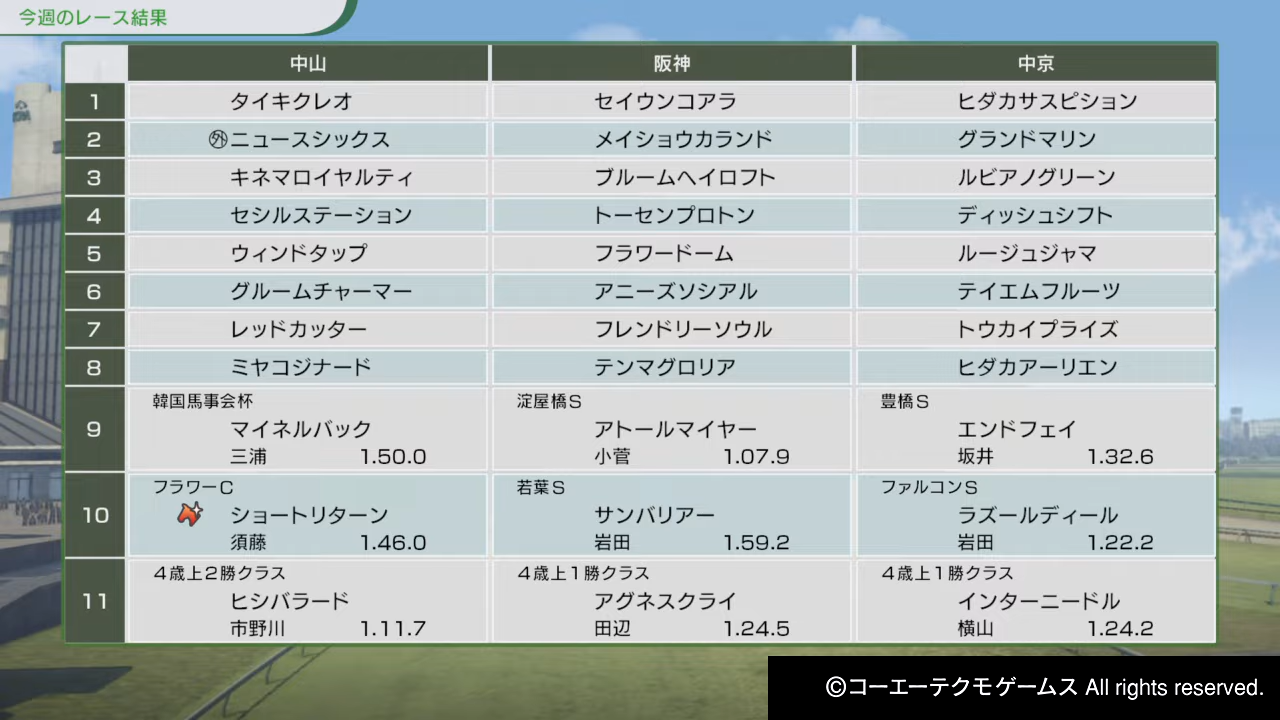 今週のレース結果
中山 阪神 中京
1 タイキクレオ セイウンコアラ ヒダカサスピション
2 外ニュースシックス メイショウカランド グランドマリン
3 キネマロイヤルティ ブルームヘイロフト ルビアノグリーン
4 セシルステーション トーセンプロトン ディッシュシフト
5 ウィンドタップ フラワードーム ルージュジャマ
6 グルームチャーマー アニーズソシアル テイエムフルーツ
7 レッドカッター フレンドリーソウル トウカイプライズ
8 ミヤコジナード テンマグロリア ヒダカアーリエン
韓国馬事会杯 淀屋橋S 豊橋S
9 マイネルバック アトールマイヤー エンドフェイ
三浦 1.50.0 小菅 1.07.9 坂井 1.32.6
フラワーC 若葉S ファルコンS
10 ショートリターン サンバリアー ラズールディール
須藤 1.46.0 岩田 1.59.2 岩田 1.22.2
4歳上2勝クラス 4歳上1勝クラス 4歳上1勝クラス
11 ヒシバラード アグネスクライ インターニードル
市野川 1.11.7 田辺 1.24.5 横山 1.24.2
©コーエーテクモゲームス All rights reserved.